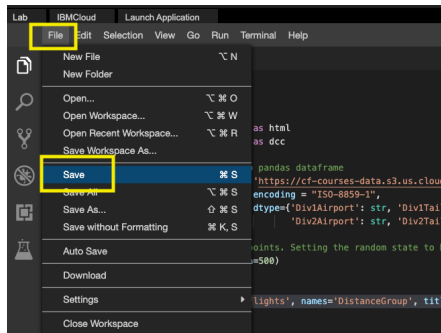 Lab IBMCloud Launch Application
File Edit Selection View Go Run Terminal Help
New File ⌥ N
New Folder
Open... ⌥ ⌘ O
Open Workspace... ⌥ ⌘ W
Open Recent Workspace... ⌥ ⌘ R
as html
Save Workspace As...
as dcc
pandas dataframe
Save ⌘ S
'https://cf-courses-data.s3.us.clou
Save All ⌥ ⌘ S
encoding = "ISO-8859-1",
Save As... ⇧ ⌘ S
dtype={'Div1Airport': str, 'Div1Tai
Save without Formatting ⌘ K, S
'Div2Airport': str, 'Div2Tai
Auto Save
oints. Setting the random state to
=500)
Download
Settings
lights', names='DistanceGroup', tit
Close Workspace